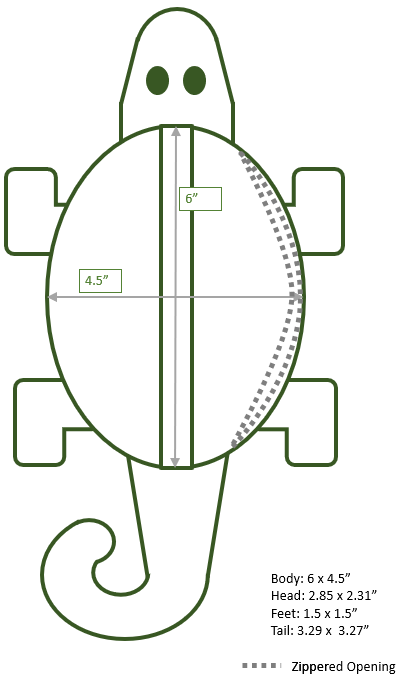 6”
4.5”
Body: 6 x 4.5”
Head: 2.85 x 2.31”
Feet: 1.5 x 1.5”
Tail: 3.29 x 3.27”
Zippered Opening